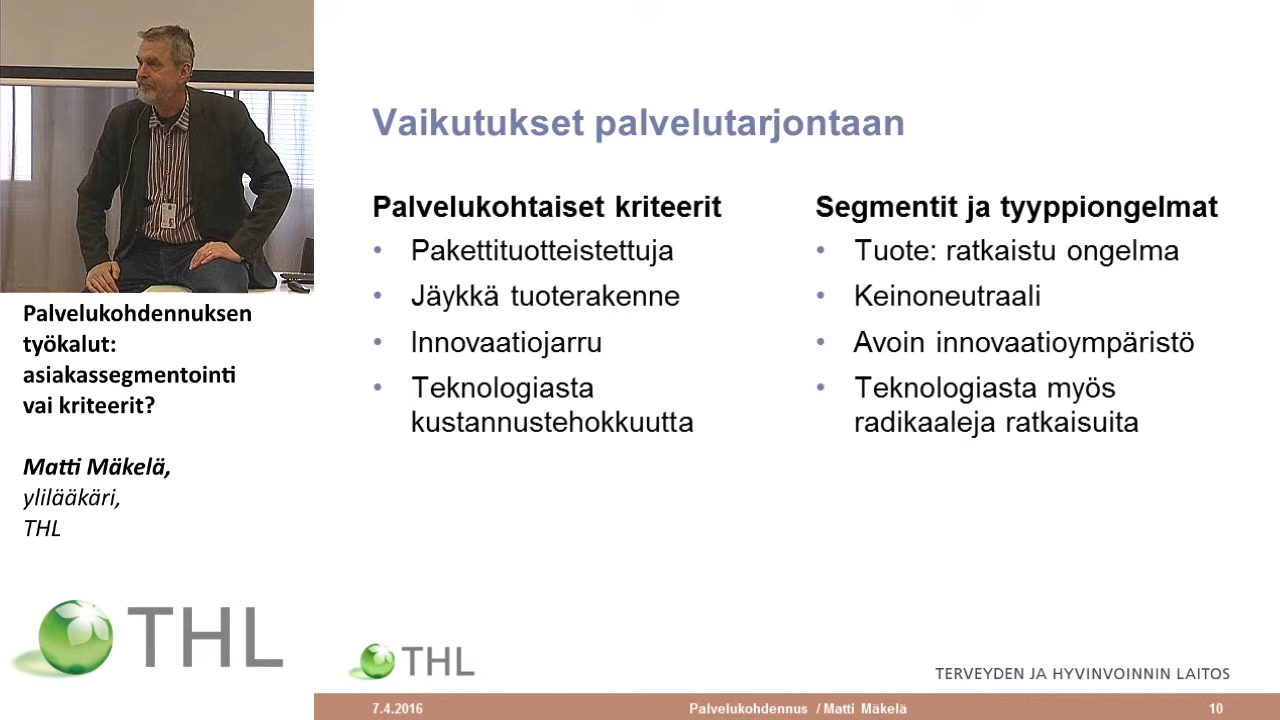 Palvelukohdennuksen
työkalut:
asiakassegmentointi
vai kriteerit?
Matti Mäkelä,
ylilääkäri,
THL
THL
Vaikutukset palvelutarjontaan
Palvelukohtaiset kriteerit
• Pakettituotteistettuja
• Jäykkä tuoterakenne
• Innovaatiojarru
• Teknologiasta
kustannustehokkuutta
Segmentit ja tyyppiongelmat
• Tuote: ratkaistu ongelma
• Keinoneutraali
• Avoin innovaatioympäristö
• Teknologiasta myös
radikaaleja ratkaisuita
THL
TERVEYDEN JA HYVINVOINNIN LAITOS
7.4.2016
Palvelukohdennus / Matti Mäkelä
10